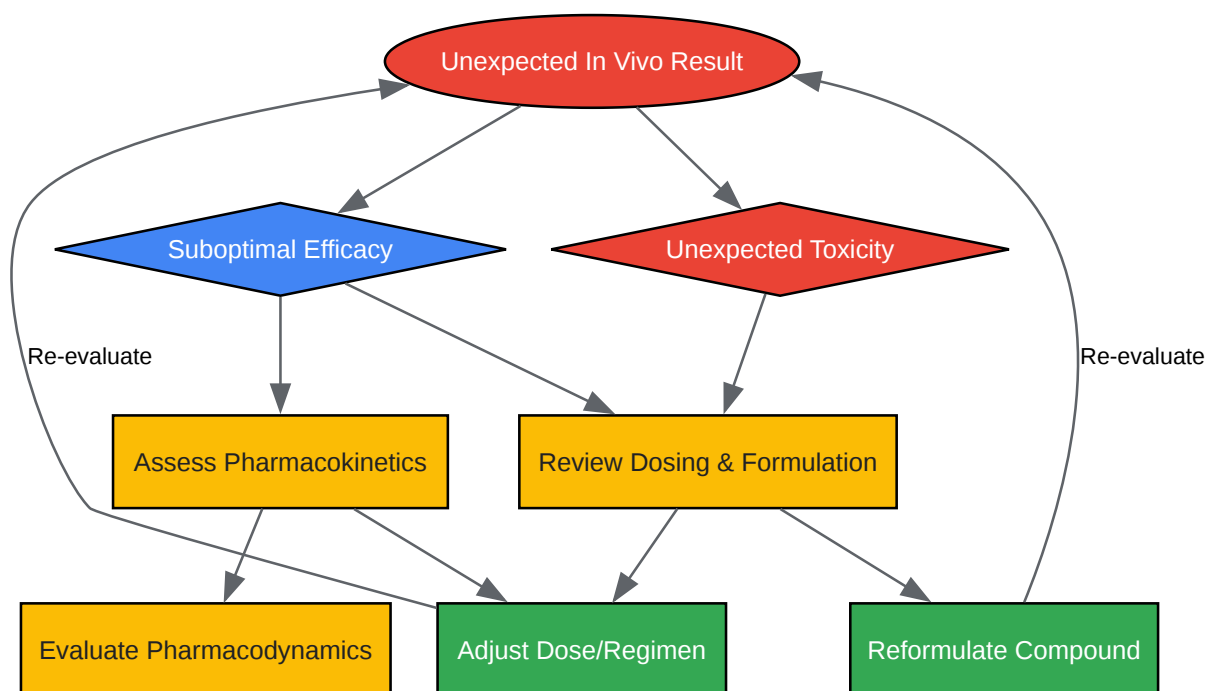 Unexpected In Vivo Result
Suboptimal Efficacy
Unexpected Toxicity
Re-evaluate
Re-evaluate
Assess Pharmacokinetics
Review Dosing & Formulation
Evaluate Pharmacodynamics
Adjust Dose/Regimen
Reformulate Compound